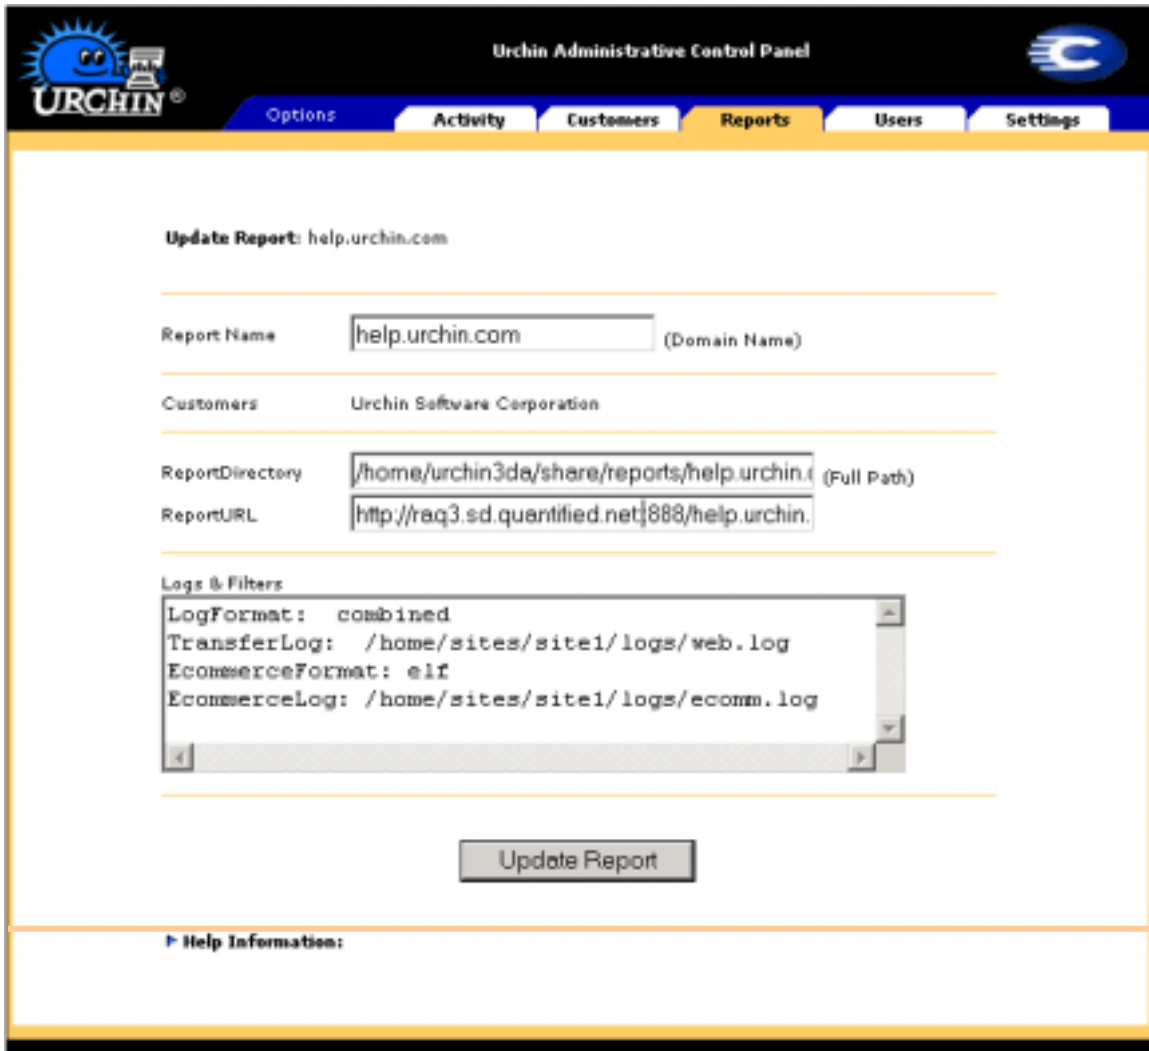 Urchin Administrative Control Panel
URCHIN®
Options Activity Customers Reports Users Settings
Update Report: help.urchin.com
Report Name help.urchin.com (Domain Name)
Customers Urchin Software Corporation
ReportDirectory /home/urchin3da/share/reports/help.urchin. (Full Path)
ReportURL http://raq3.sd.quantified.net:888/help.urchin.
Logs & Filters
LogFormat: combined
TransferLog: /home/sites/site1/logs/web.log
EcommerceFormat: elf
EcommerceLog: /home/sites/site1/logs/ecomm.log
Update Report
Help Information: